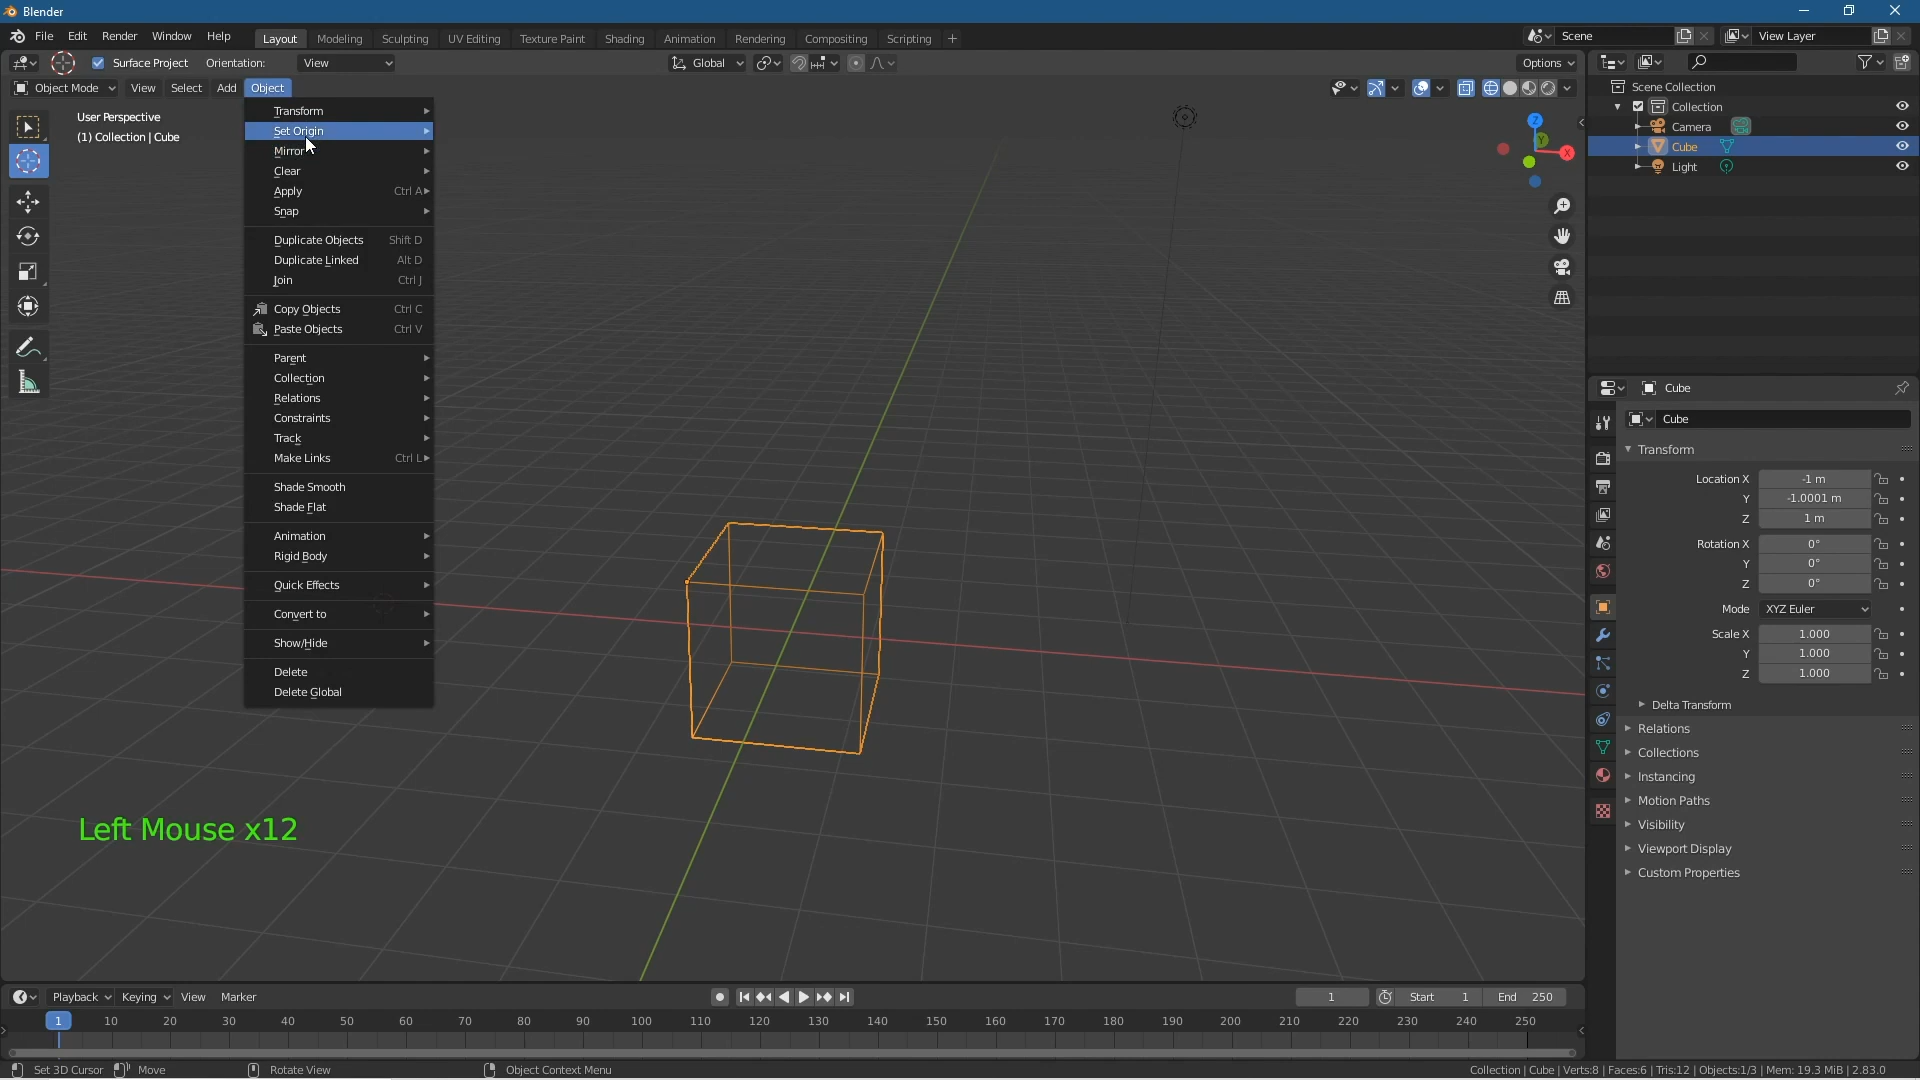 Blender
File Edit Render Window Help Layout Modeling Sculpting UV Editing Texture Paint Shading Animation Rendering Compositing Scripting + Scene View Layer
Surface Project Orientation: View Global Options
Object Mode View Select Add Object
User Perspective
(1) Collection | Cube
Transform
Set Origin
Mirror
Clear
Apply Ctrl A
Snap
Duplicate Objects Shift D
Duplicate Linked Alt D
Join Ctrl J
Copy Objects Ctrl C
Paste Objects Ctrl V
Parent
Collection
Relations
Constraints
Track
Make Links Ctrl L
Shade Smooth
Shade Flat
Animation
Rigid Body
Quick Effects
Convert to
Show/Hide
Delete
Delete Global
Z
Y
X
Left Mouse x12
Scene Collection
Collection
Camera
Cube
Light
Cube
Cube
Transform
Location X -1 m
Y -1.0001 m
Z 1 m
Rotation X 0°
Y 0°
Z 0°
Mode XYZ Euler
Scale X 1.000
Y 1.000
Z 1.000
Delta Transform
Relations
Collections
Instancing
Motion Paths
Visibility
Viewport Display
Custom Properties
Playback Keying View Marker 1 Start 1 End 250
1 10 20 30 40 50 60 70 80 90 100 110 120 130 140 150 160 170 180 190 200 210 220 230 240 250
Set 3D Cursor Move Rotate View Object Context Menu Collection | Cube | Verts:8 | Faces:6 | Tris:12 | Objects:1/3 | Mem: 19.3 MiB | 2.83.0